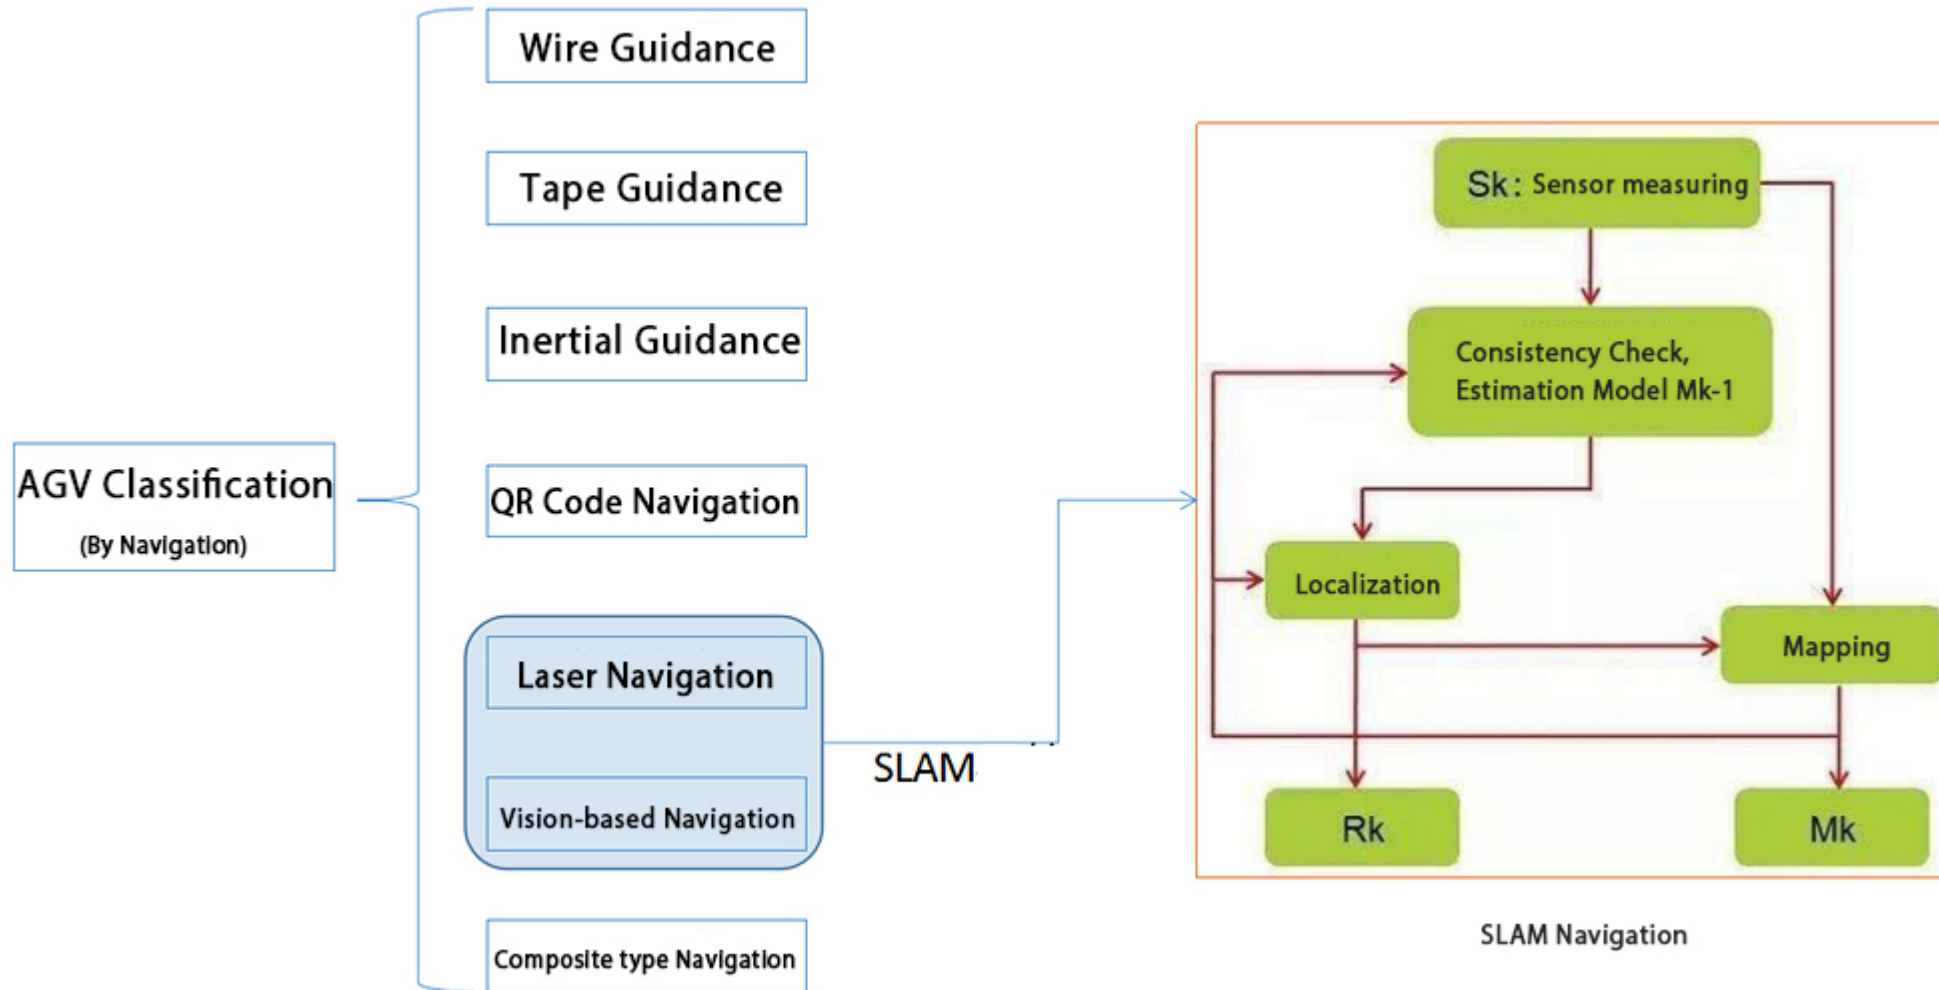 AGV Classification
(By Navigation)
Wire Guidance
Tape Guidance
Inertial Guidance
QR Code Navigation
Laser Navigation
Vision-based Navigation
Composite type Navigation
SLAM
Sk: Sensor measuring
Consistency Check,
Estimation Model Mk-1
Localization
Mapping
Rk
Mk
SLAM Navigation